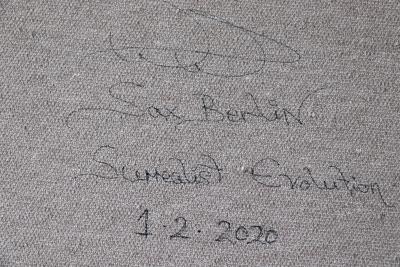 Sax Berlin
Surrealist Evolution
1.2.2020